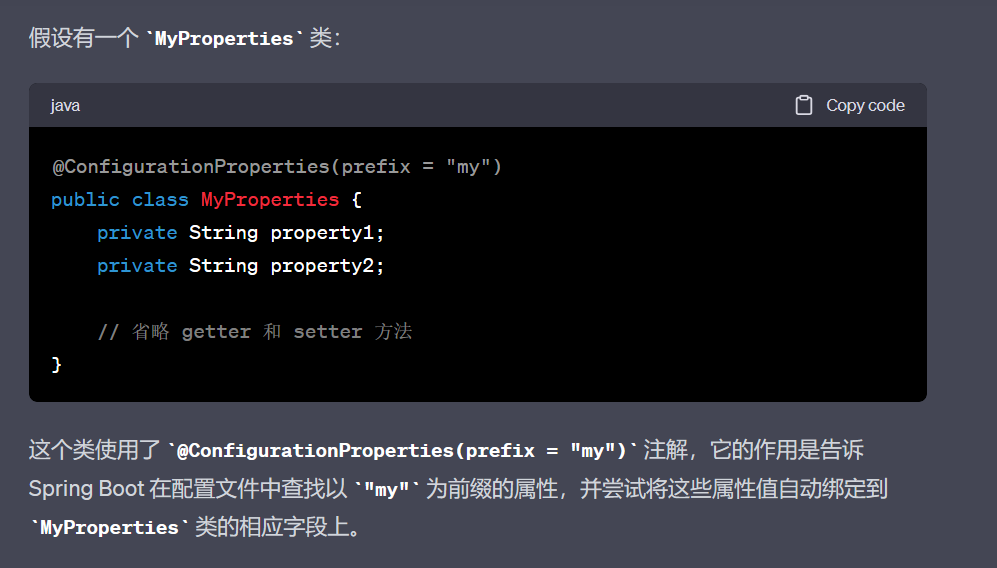 假设有一个 `MyProperties` 类：
java
Copy code
@ConfigurationProperties(prefix = "my")
public class MyProperties {
    private String property1;
    private String property2;
    // 省略 getter 和 setter 方法
}
这个类使用了 `@ConfigurationProperties(prefix = "my")` 注解，它的作用是告诉
Spring Boot 在配置文件中查找以 `"my"` 为前缀的属性，并尝试将这些属性值自动绑定到
`MyProperties` 类的相应字段上。